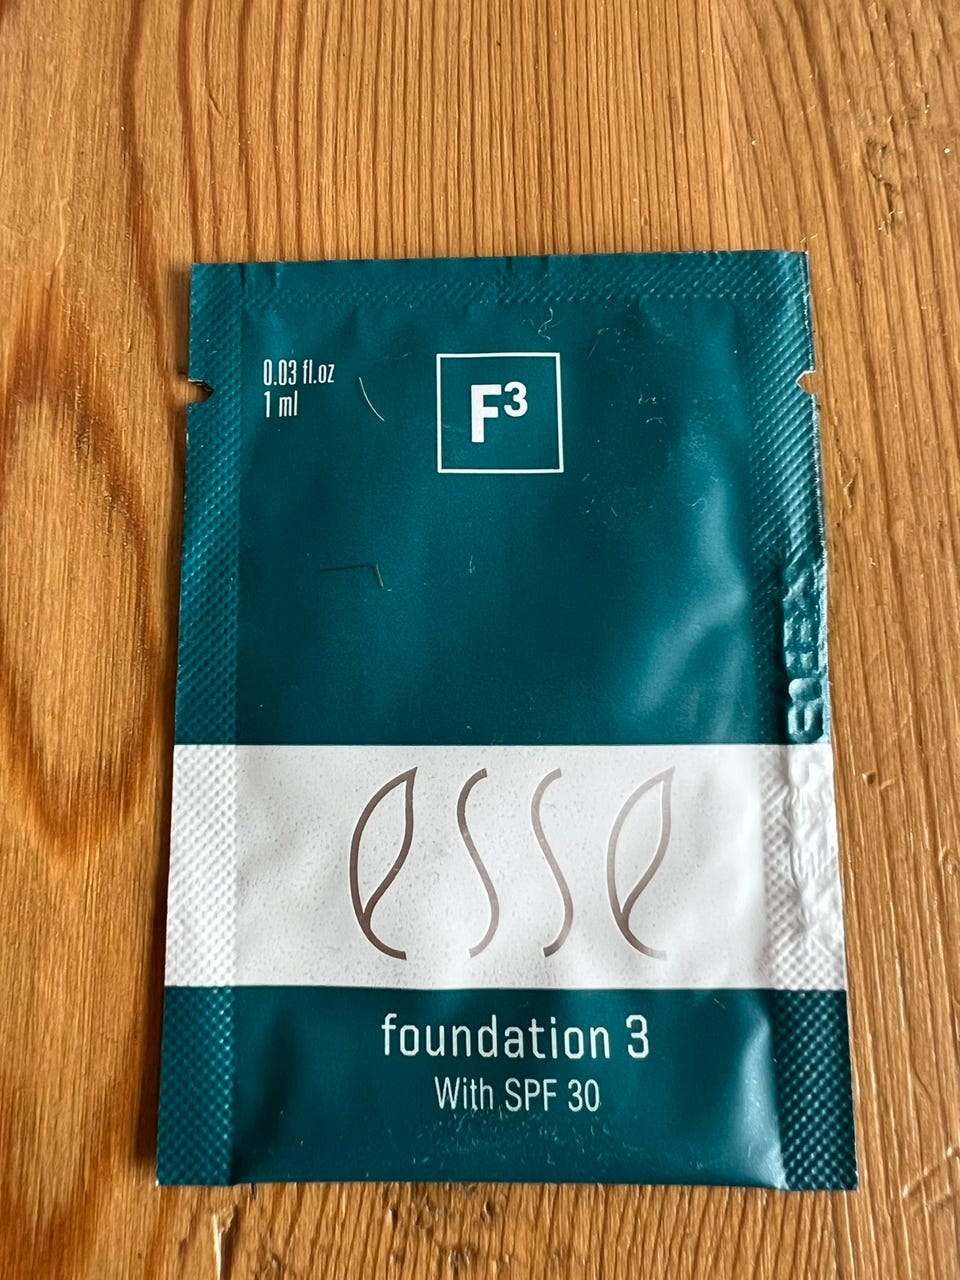 0.03 fl.oz
1 ml
F³
esse
foundation 3
With SPF 30